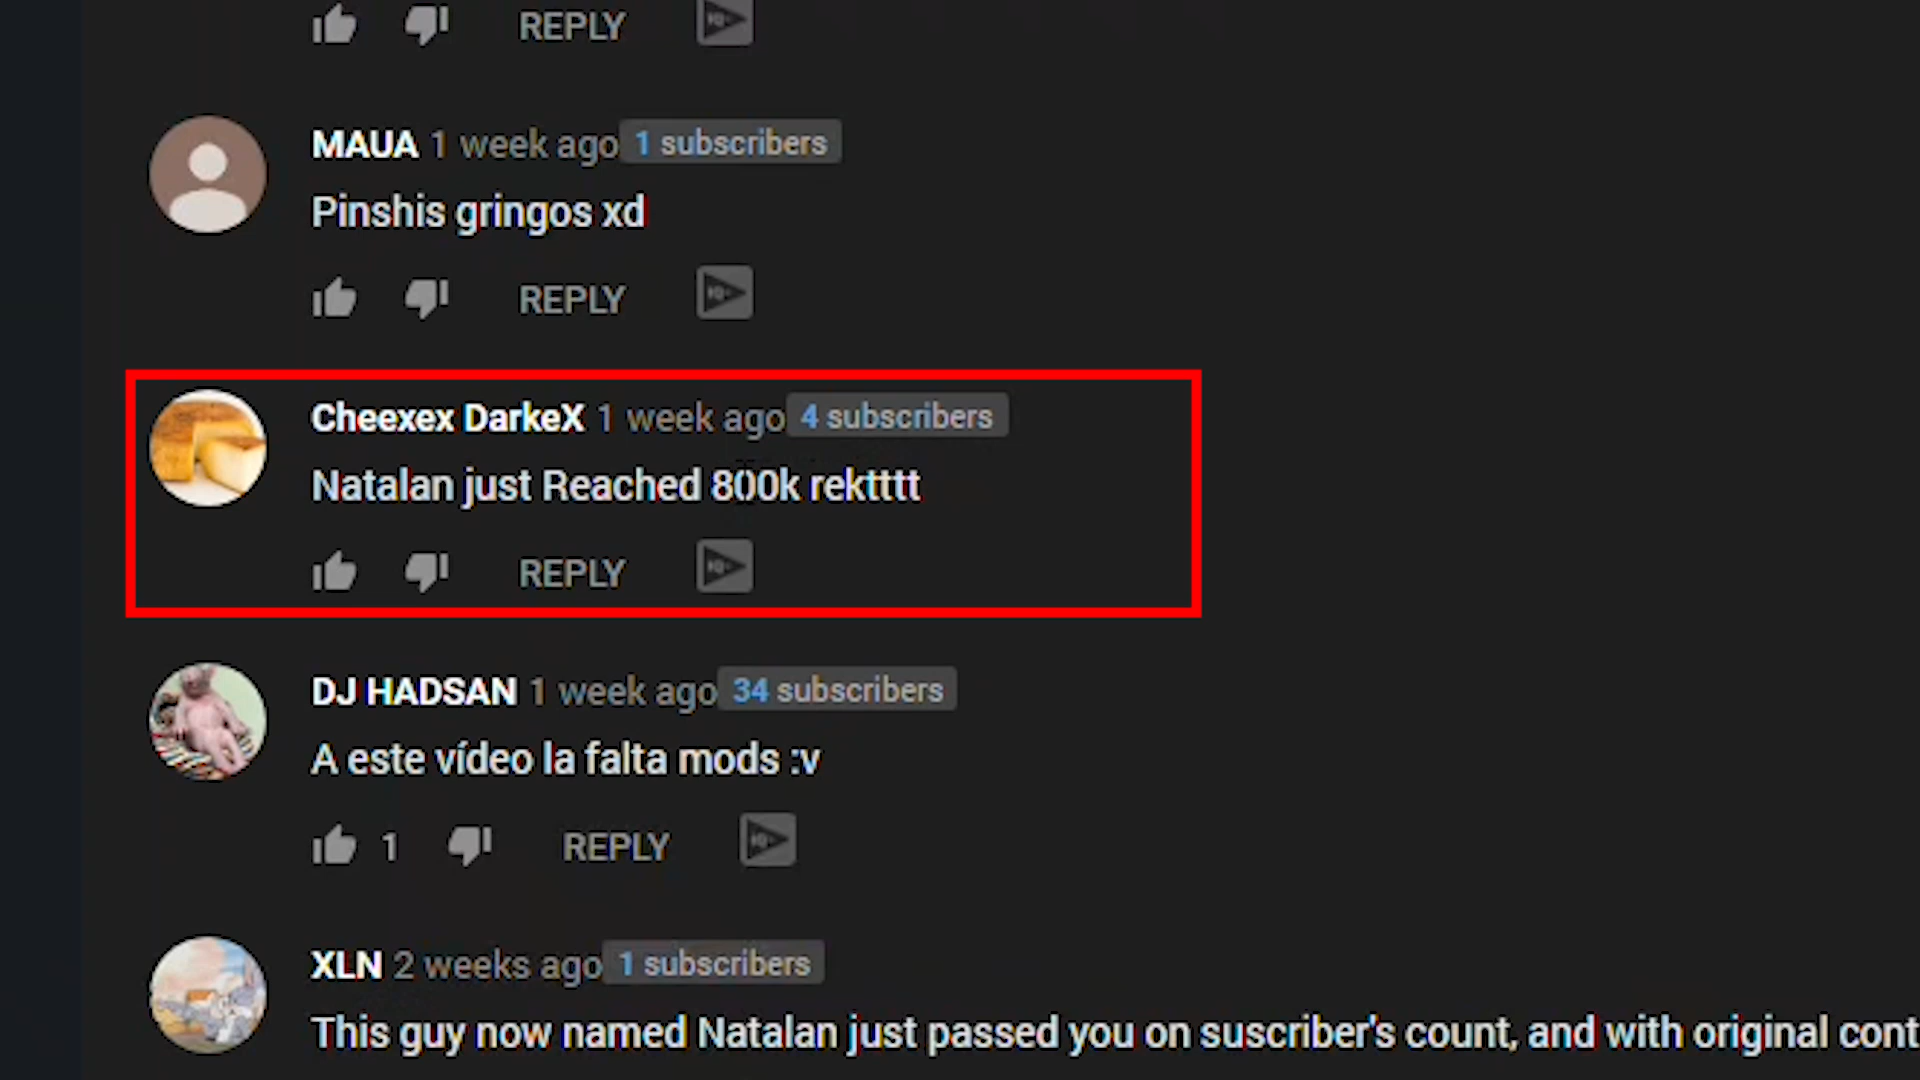 REPLY
MAUA 1 week ago 1 subscribers
Pinshis gringos xd
REPLY
Cheexex DarkeX 1 week ago 4 subscribers
Natalan just Reached 800k rektttt
REPLY
DJ HADSAN 1 week ago 34 subscribers
A este vídeo la falta mods :v
1 REPLY
XLN 2 weeks ago 1 subscribers
This guy now named Natalan just passed you on suscriber's count, and with original cont